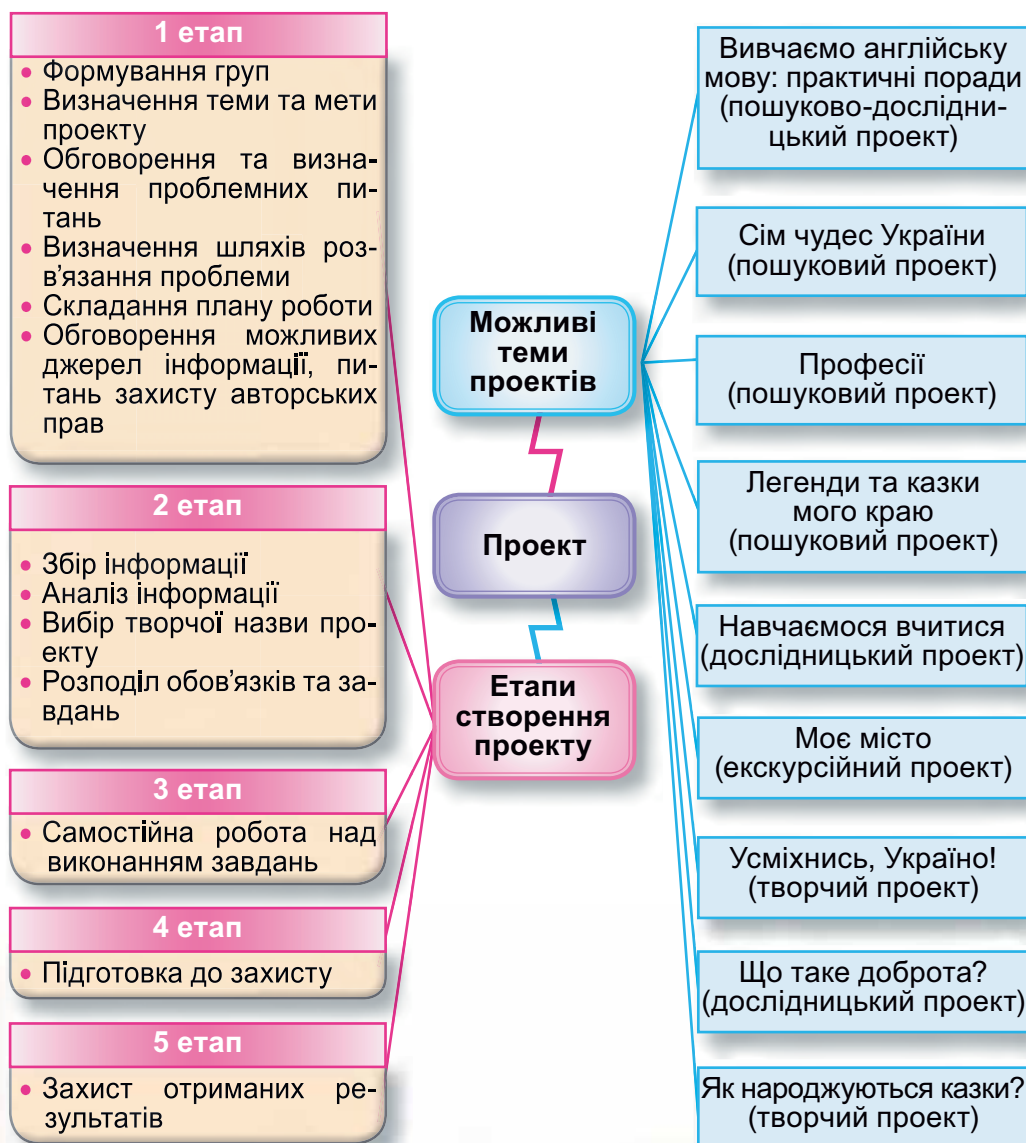 1 етап
• Формування груп
• Визначення теми та мети
проекту
• Обговорення та визна-
чення проблемних пи-
тань
• Визначення шляхів роз-
в'язання проблеми
• Складання плану роботи
• Обговорення можливих
джерел інформації, пи-
тань захисту авторських
прав
2 етап
• Збір інформації
• Аналіз інформації
• Вибір творчої назви про-
екту
• Розподіл обов'язків та за-
вдань
3 етап
• Самостійна робота над
виконанням завдань
4 етап
• Підготовка до захисту
5 етап
• Захист отриманих ре-
зультатів
Можливі
теми
проектів
Проект
Етапи
створення
проекту
Вивчаємо англійську
мову: практичні поради
(пошуково-дослідни-
цький проект)
Сім чудес України
(пошуковий проект)
Професії
(пошуковий проект)
Легенди та казки
мого краю
(пошуковий проект)
Навчаємося вчитися
(дослідницький проект)
Моє місто
(екскурсійний проект)
Усміхнись, Україно!
(творчий проект)
Що таке доброта?
(дослідницький проект)
Як народжуються казки?
(творчий проект)